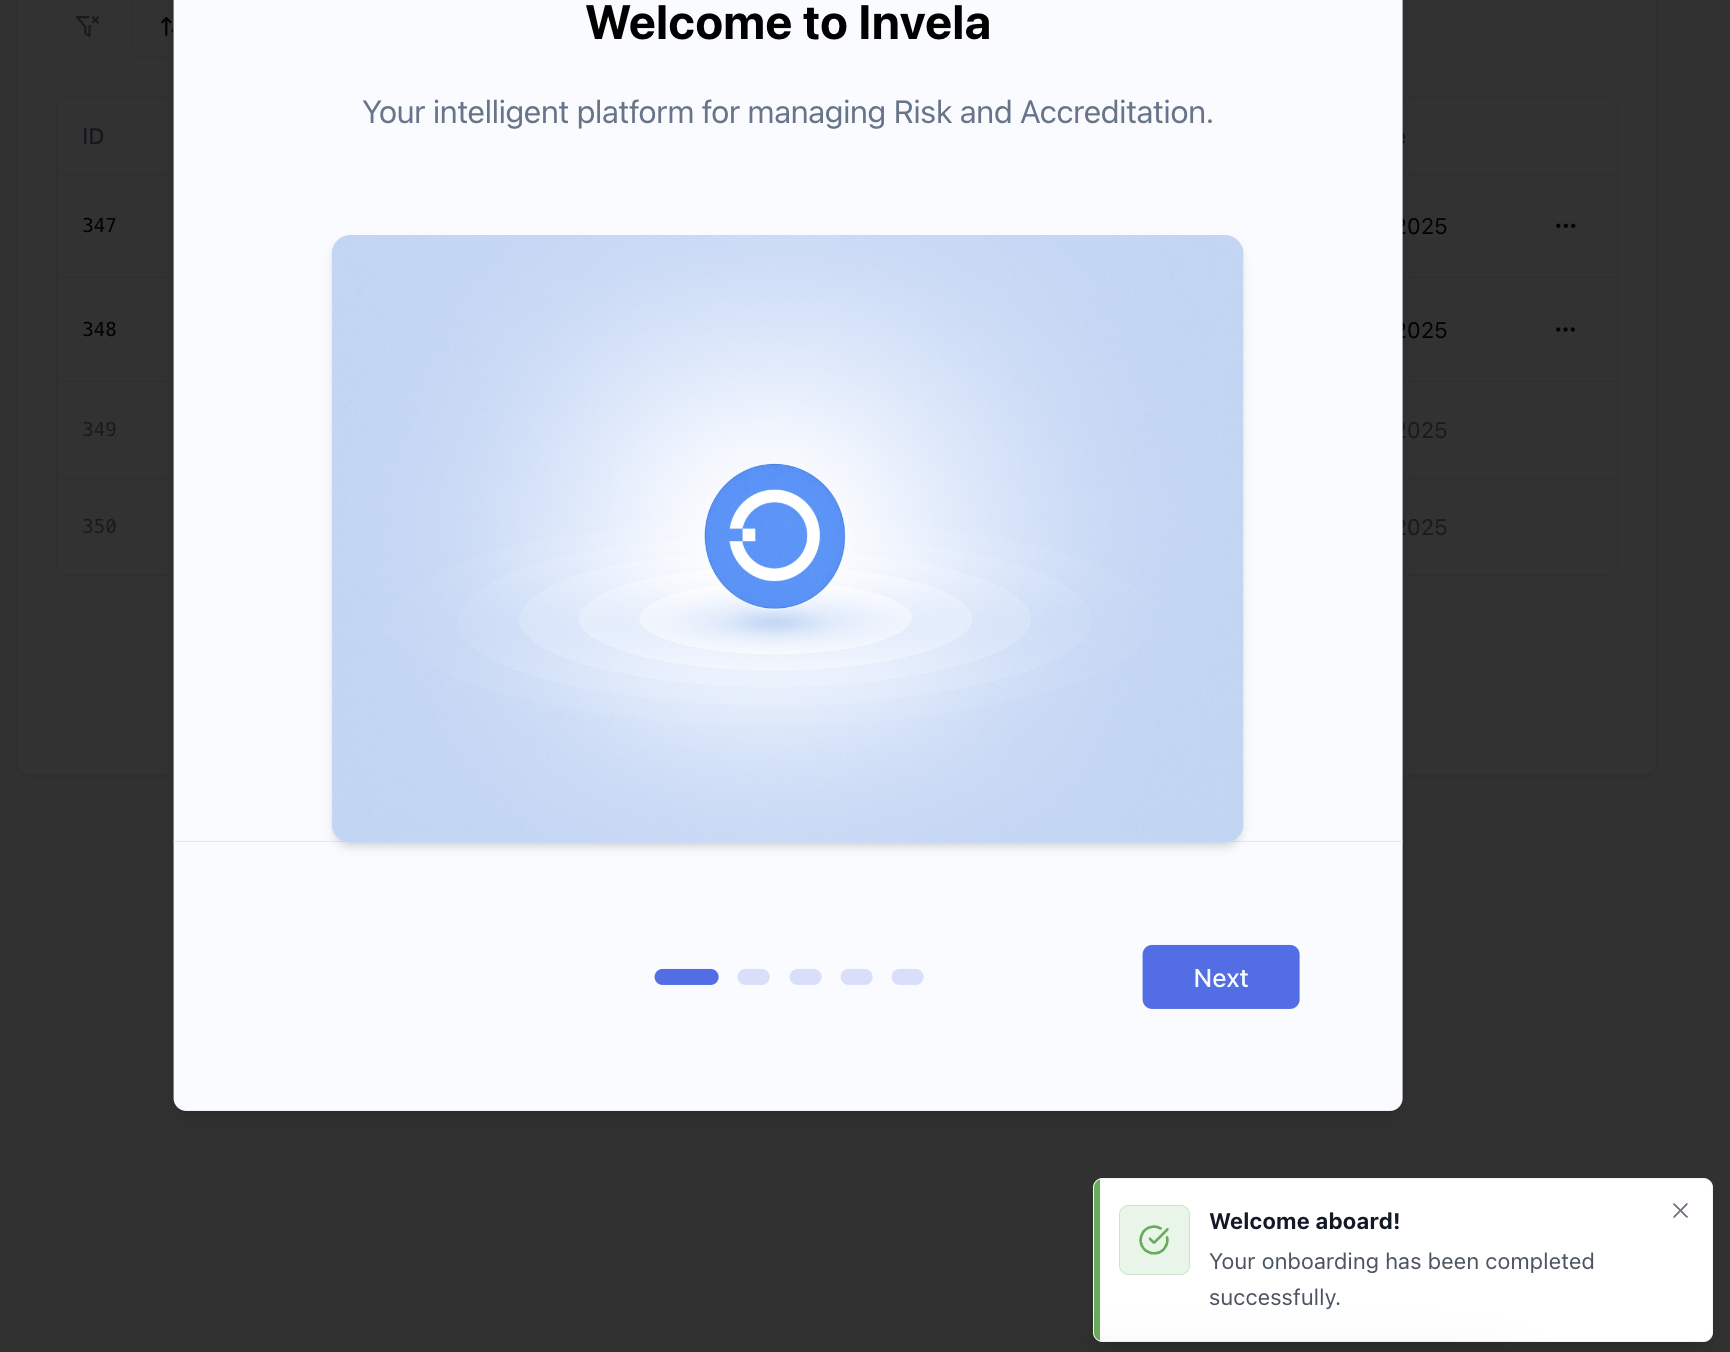 Welcome to Invela
Your intelligent platform for managing Risk and Accreditation.
ID
347
2025
348
2025
349
2025
350
2025
Next
Welcome aboard!
Your onboarding has been completed
successfully.